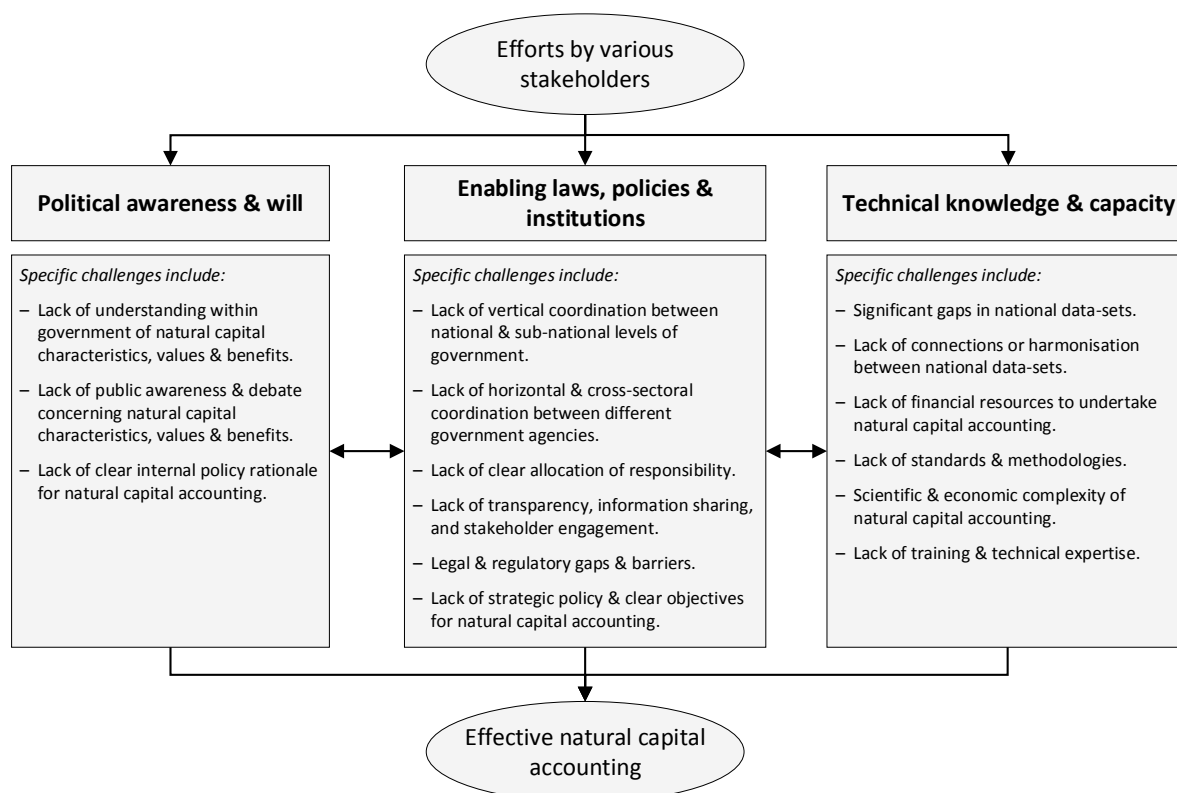 Efforts by various
stakeholders
Political awareness & will
Specific challenges include:
– Lack of understanding within
government of natural capital
characteristics, values & benefits.
– Lack of public awareness & debate
concerning natural capital
characteristics, values & benefits.
– Lack of clear internal policy rationale
for natural capital accounting.
Enabling laws, policies &
institutions
Specific challenges include:
– Lack of vertical coordination between
national & sub-national levels of
government.
– Lack of horizontal & cross-sectoral
coordination between different
government agencies.
– Lack of clear allocation of responsibility.
– Lack of transparency, information sharing,
and stakeholder engagement.
– Legal & regulatory gaps & barriers.
– Lack of strategic policy & clear objectives
for natural capital accounting.
Technical knowledge & capacity
Specific challenges include:
– Significant gaps in national data-sets.
– Lack of connections or harmonisation
between national data-sets.
– Lack of financial resources to undertake
natural capital accounting.
– Lack of standards & methodologies.
– Scientific & economic complexity of
natural capital accounting.
– Lack of training & technical expertise.
Effective natural capital
accounting